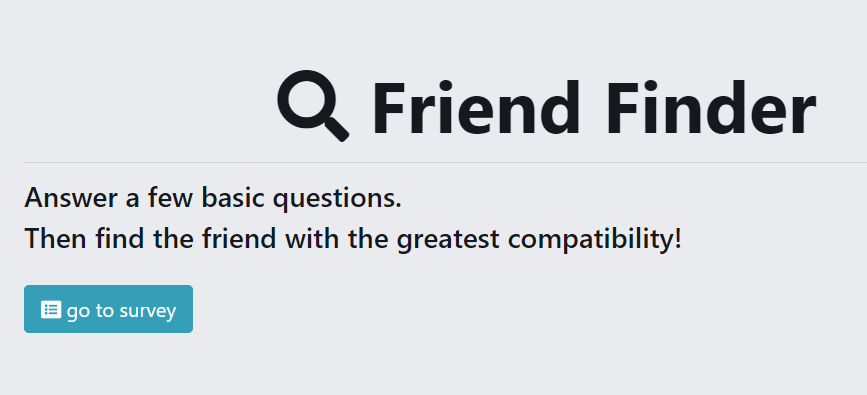 Friend Finder
Answer a few basic questions.
Then find the friend with the greatest compatibility!
go to survey